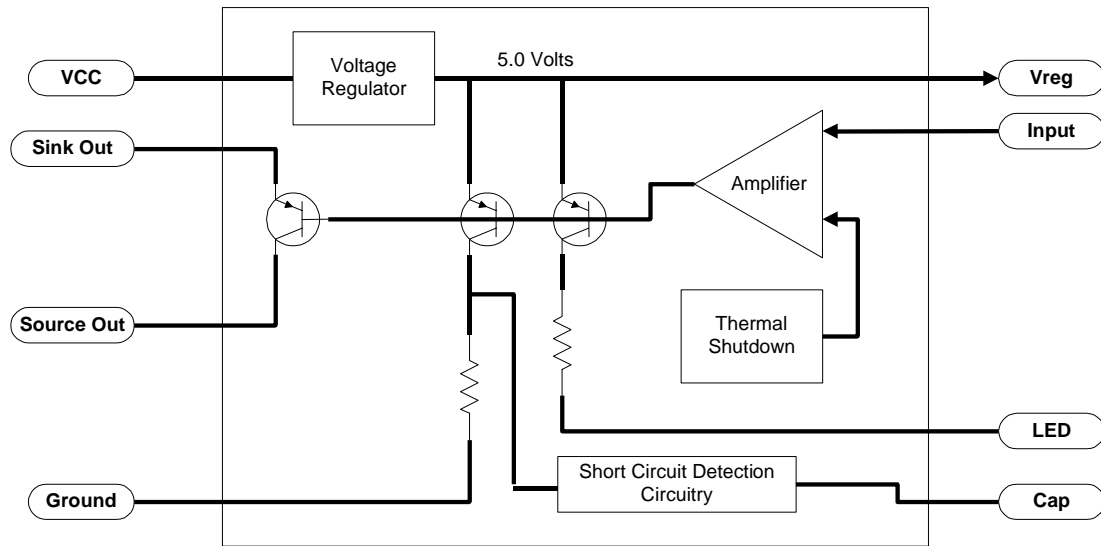 5.0 Volts
VCC
Voltage
Regulator
Vreg
Input
Sink Out
Amplifier
Source Out
Thermal
Shutdown
LED
Short Circuit Detection
Circuitry
Ground
Cap